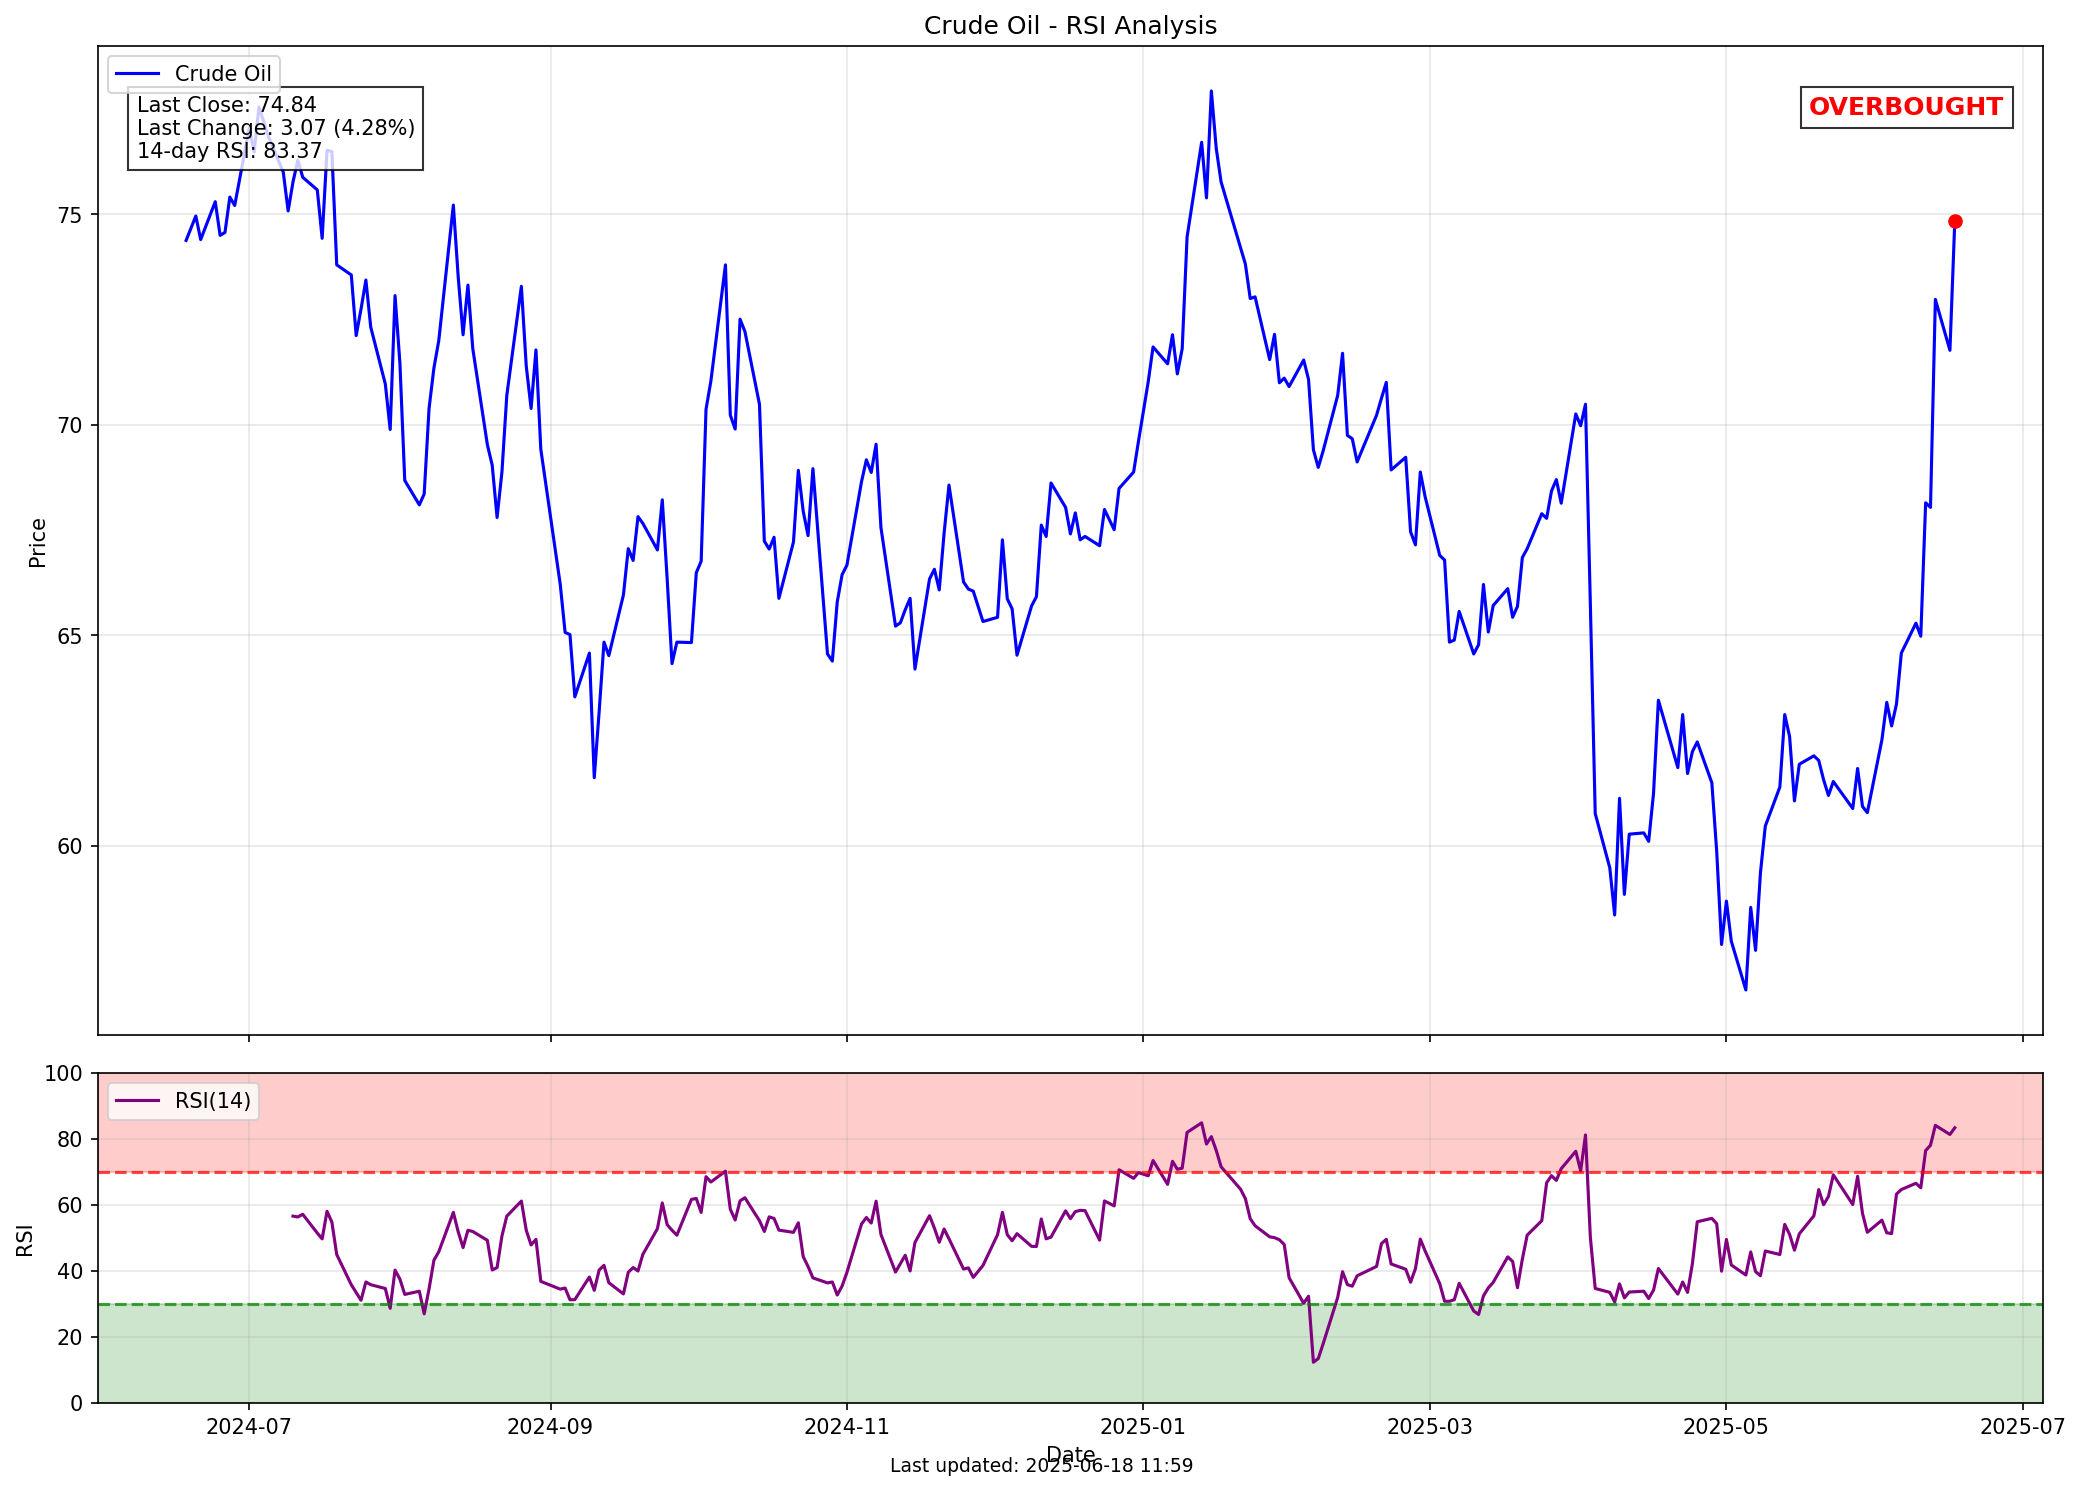 Crude Oil - RSI Analysis
Crude Oil
Last Close: 74.84
Last Change: 3.07 (4.28%)
14-day RSI: 83.37
OVERBOUGHT
Price
75
70
65
60
RSI(14)
RSI
100
80
60
40
20
0
2024-07
2024-09
2024-11
2025-01
2025-03
2025-05
2025-07
Date
Last updated: 2025-06-18 11:59